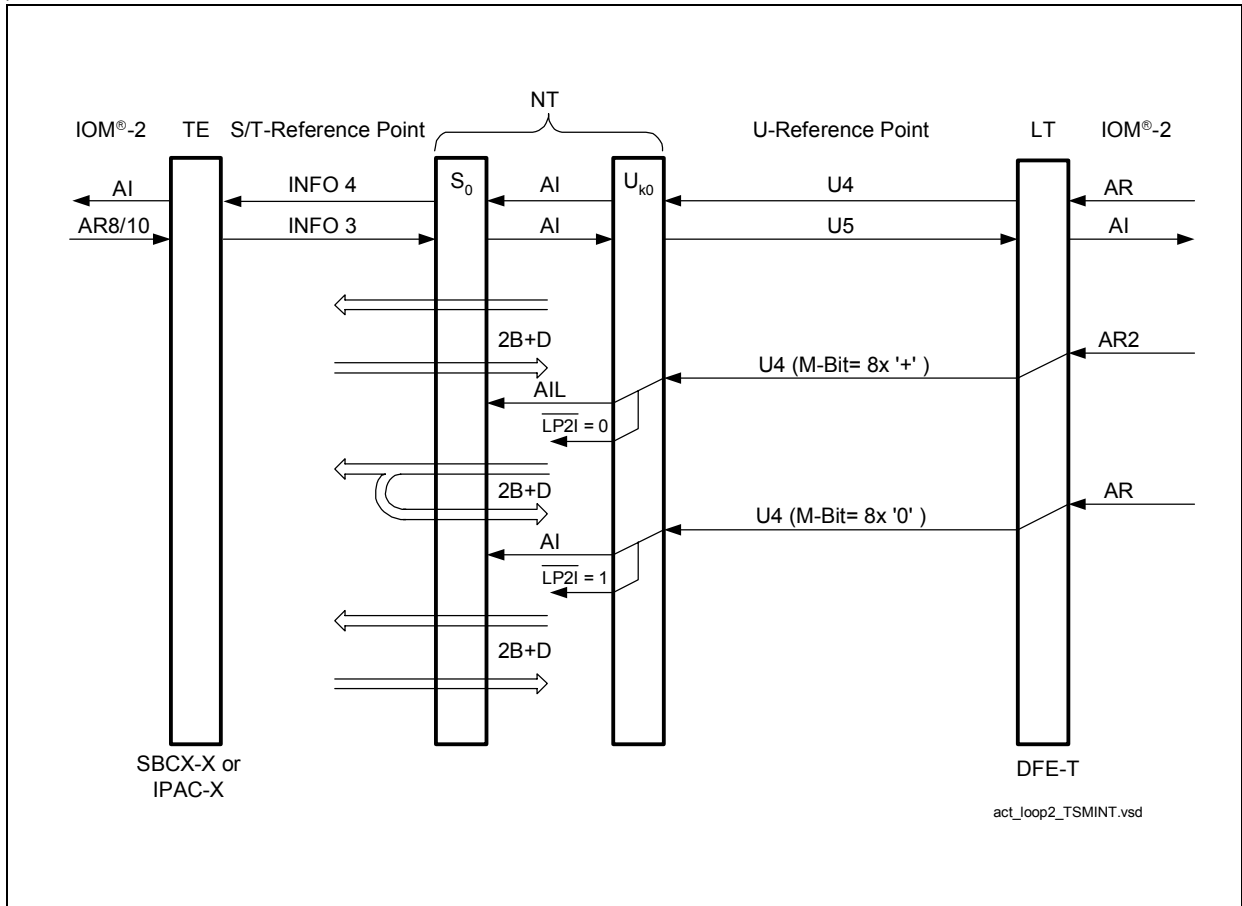 NT
IOM®-2 TE S/T-Reference Point U-Reference Point LT IOM®-2
S0 Uk0
AI INFO 4 AI U4 AR
AR8/10 INFO 3 AI U5 AI
2B+D
AR2
U4 (M-Bit= 8x '+' )
AIL
LP2I = 0
2B+D
AR
U4 (M-Bit= 8x '0' )
AI
LP2I = 1
2B+D
SBCX-X or
IPAC-X
DFE-T
act_loop2_TSMINT.vsd